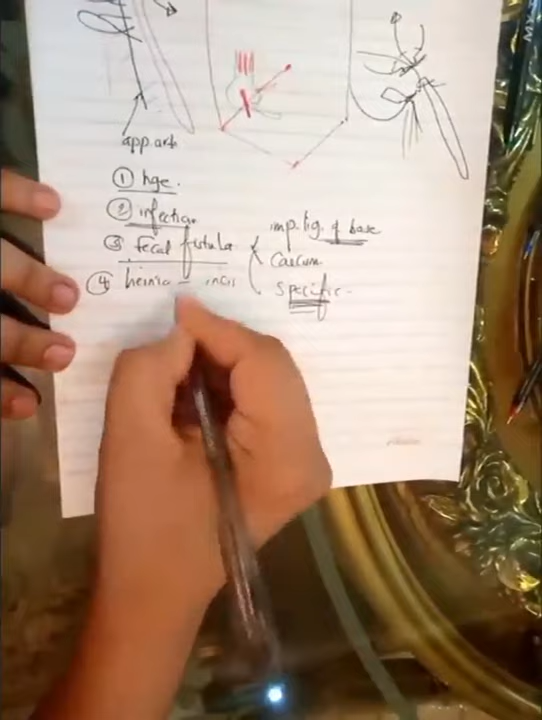 app. art
① hge.
② infection
③ fecal fistula
imp. lig. of base
Caecum
specific.
④ hernia - incis